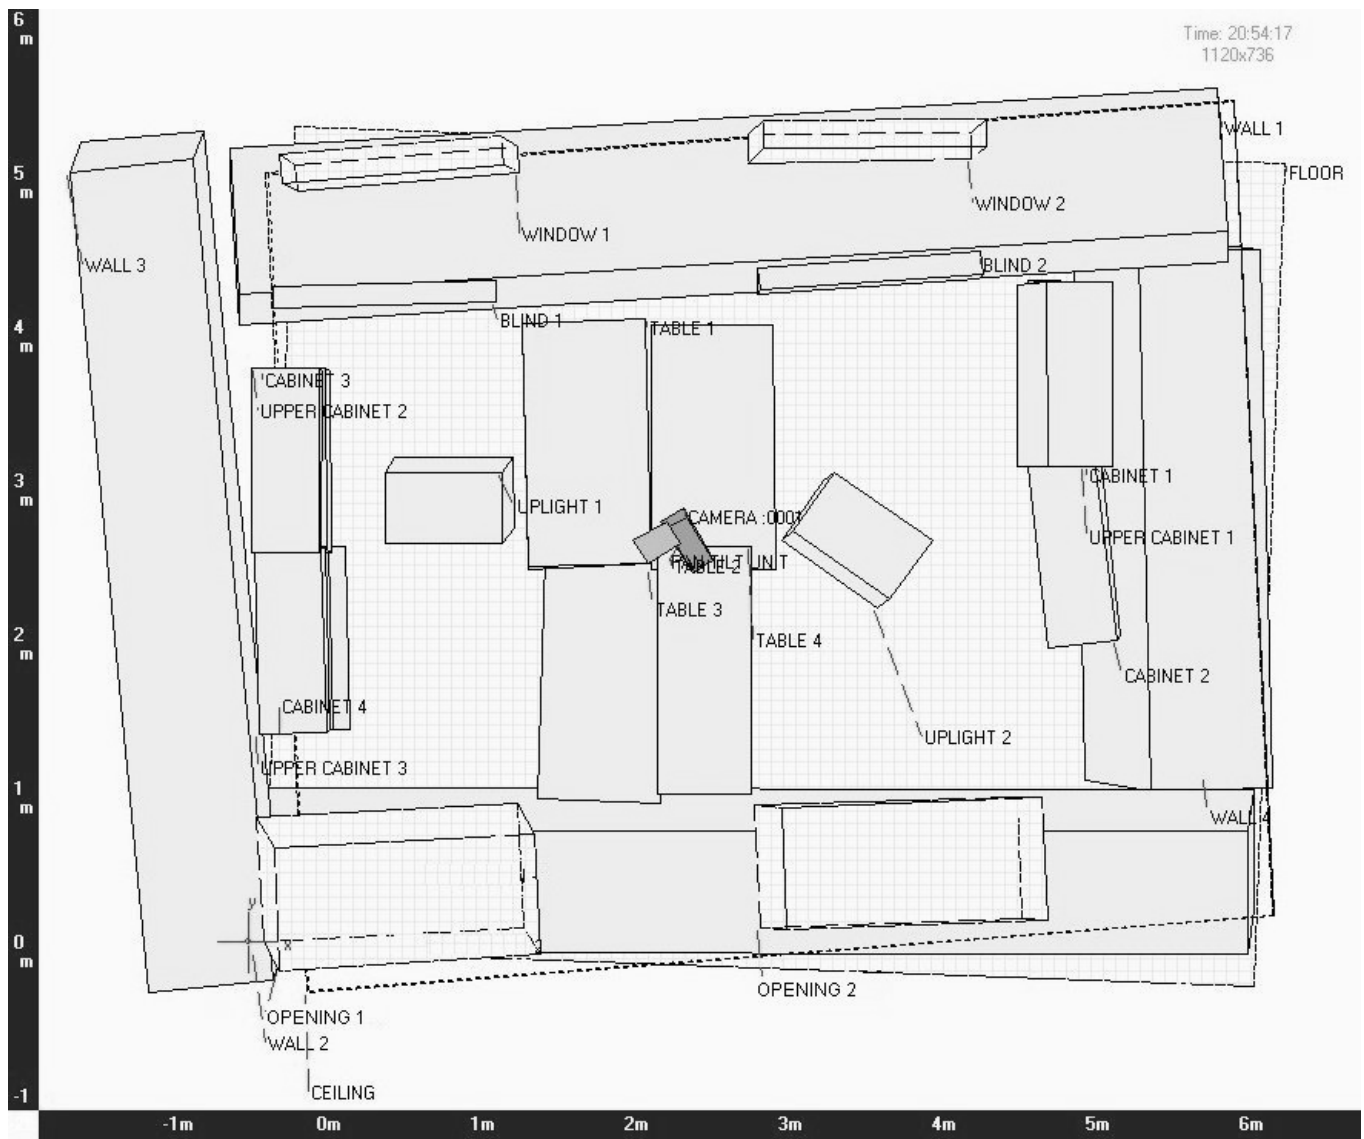 6
m
Time: 20:54:17
1120x736
WALL 1
5
m
FLOOR
WINDOW 2
WINDOW 1
WALL 3
BLIND 2
4
m
BLIND 1
TABLE 1
CABINET 3
UPPER CABINET 2
3
m
CABINET 1
UPLIGHT 1
CAMERA :0001
UPPER CABINET 1
PAN TILT UNIT
TABLE 2
TABLE 3
2
m
TABLE 4
CABINET 2
CABINET 4
UPLIGHT 2
UPPER CABINET 3
1
m
WALL 4
y
0
m
x
OPENING 2
OPENING 1
WALL 2
CEILING
-1
m
-1m 0m 1m 2m 3m 4m 5m 6m